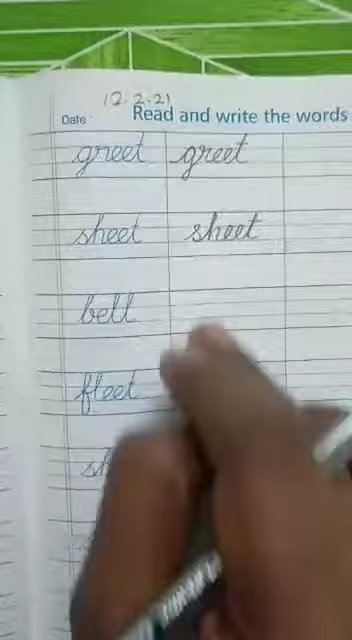 12.2.21
Date Read and write the words
greet greet
sheet sheet
bell
fleet